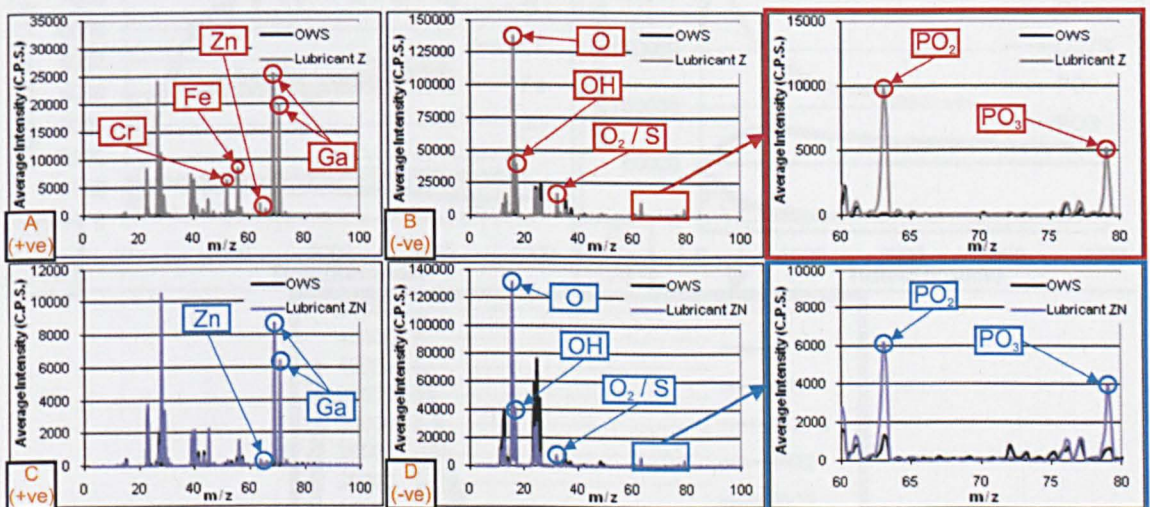 Average Intensity (C.P.S.)
35000
30000
25000
20000
15000
10000
5000
0
Zn
Fe
Cr
Ga
OWS
Lubricant Z
0 20 40 60 80 100
m/z
A
(+ve)
Average Intensity (C.P.S.)
150000
125000
100000
75000
50000
25000
0
O
OH
O2 / S
OWS
Lubricant Z
0 20 40 60 80 100
m/z
B
(-ve)
Average Intensity (C.P.S.)
15000
10000
5000
0
PO2
PO3
OWS
Lubricant Z
60 65 70 75 80
m/z
Average Intensity (C.P.S.)
12000
10000
8000
6000
4000
2000
0
Zn
Ga
OWS
Lubricant ZN
0 20 40 60 80 100
m/z
C
(+ve)
Average Intensity (C.P.S.)
140000
120000
100000
80000
60000
40000
20000
0
O
OH
O2 / S
OWS
Lubricant ZN
0 20 40 60 80 100
m/z
D
(-ve)
Average Intensity (C.P.S.)
10000
8000
6000
4000
2000
0
PO2
PO3
OWS
Lubricant ZN
60 65 70 75 80
m/z